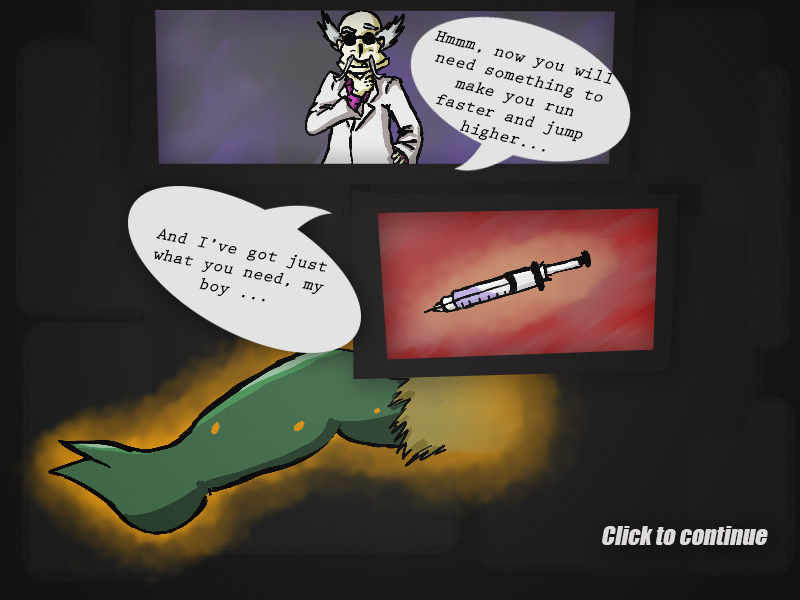 Hmmm, now you will
need something to
make you run
faster and jump
higher...
And I've got just
what you need, my
boy ...
Click to continue